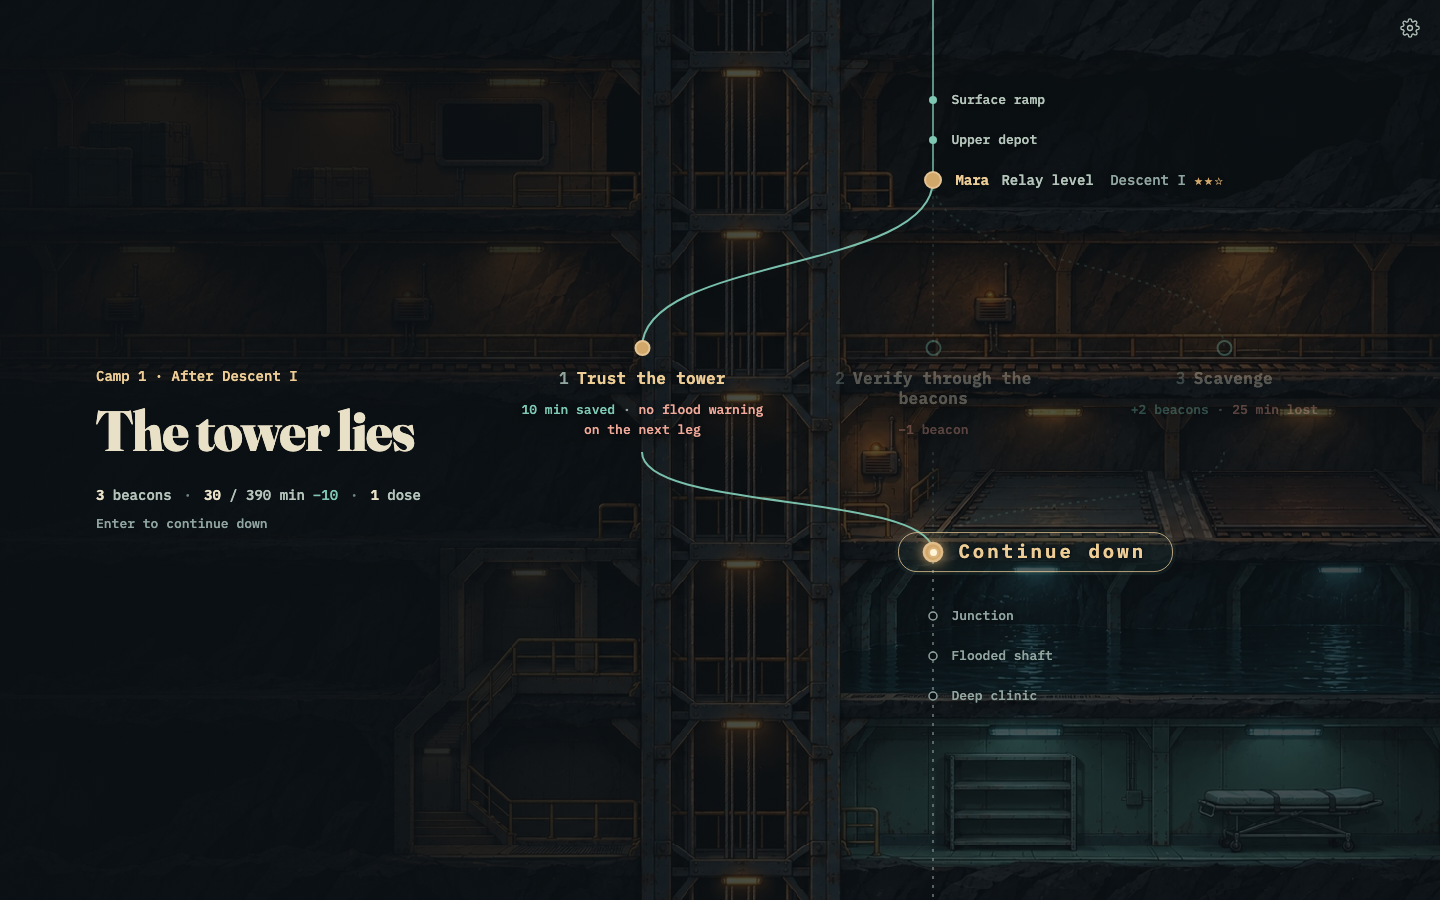 Surface ramp
Upper depot
Mara Relay level Descent I ★★☆
Camp 1 · After Descent I
The tower lies
3 beacons · 30 / 390 min −10 · 1 dose
Enter to continue down
1 Trust the tower
10 min saved · no flood warning
on the next leg
2 Verify through the
beacons
−1 beacon
3 Scavenge
+2 beacons · 25 min lost
Continue down
Junction
Flooded shaft
Deep clinic